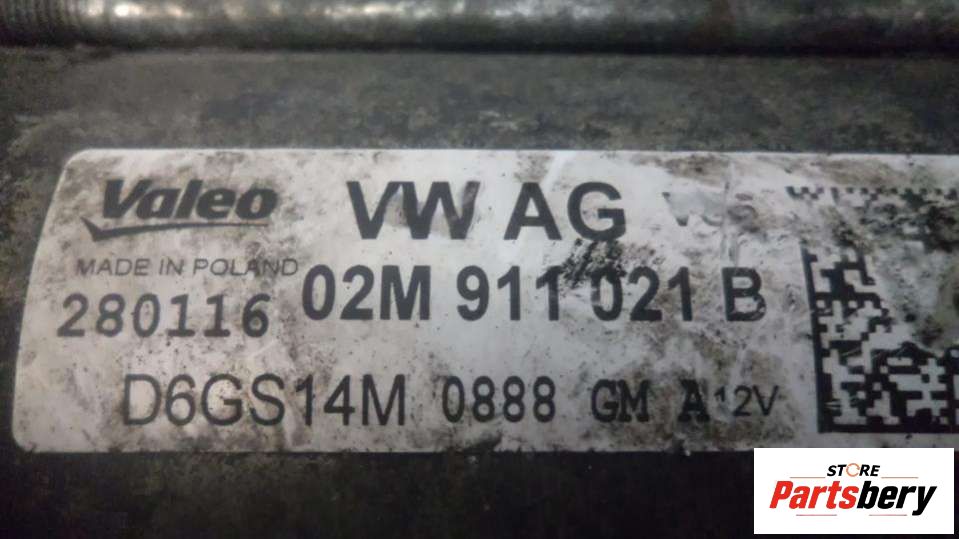 Valeo VW AG
MADE IN POLAND
280116 02M 911 021 B
D6GS14M 0888 GM A 12V
STORE
Partsbery